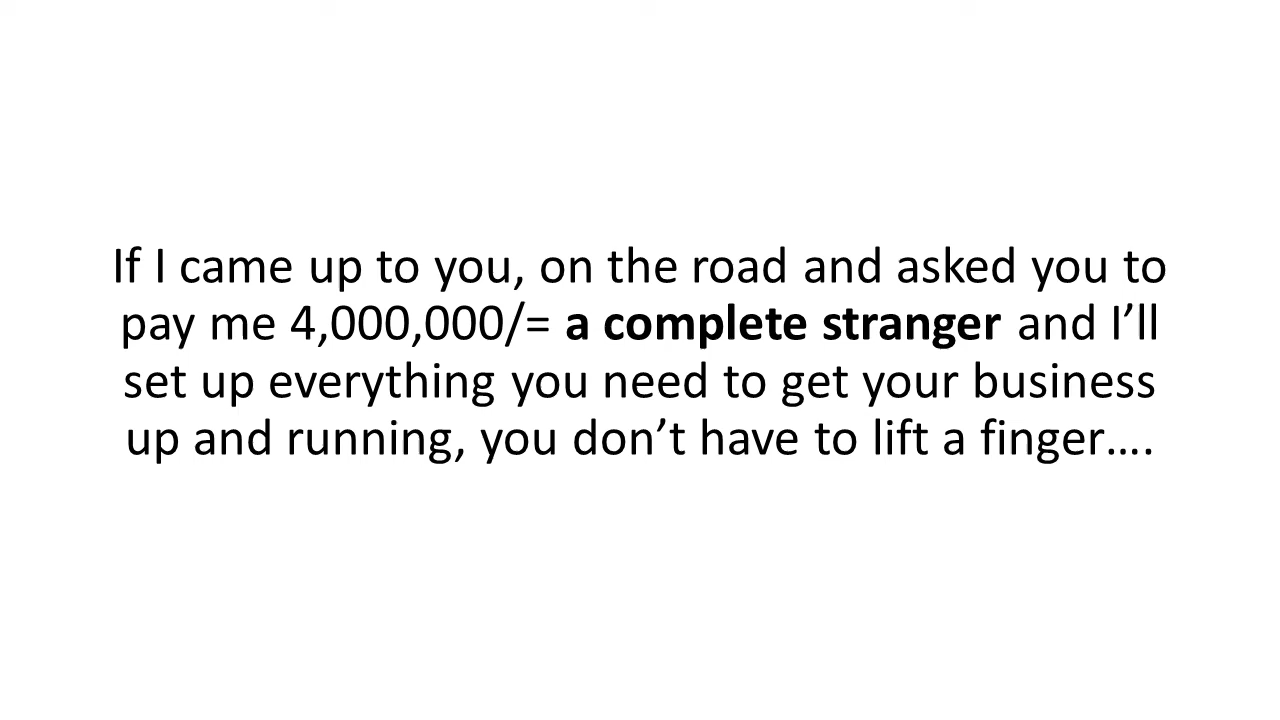 If I came up to you, on the road and asked you to
pay me 4,000,000/= a complete stranger and I’ll
set up everything you need to get your business
up and running, you don’t have to lift a finger….